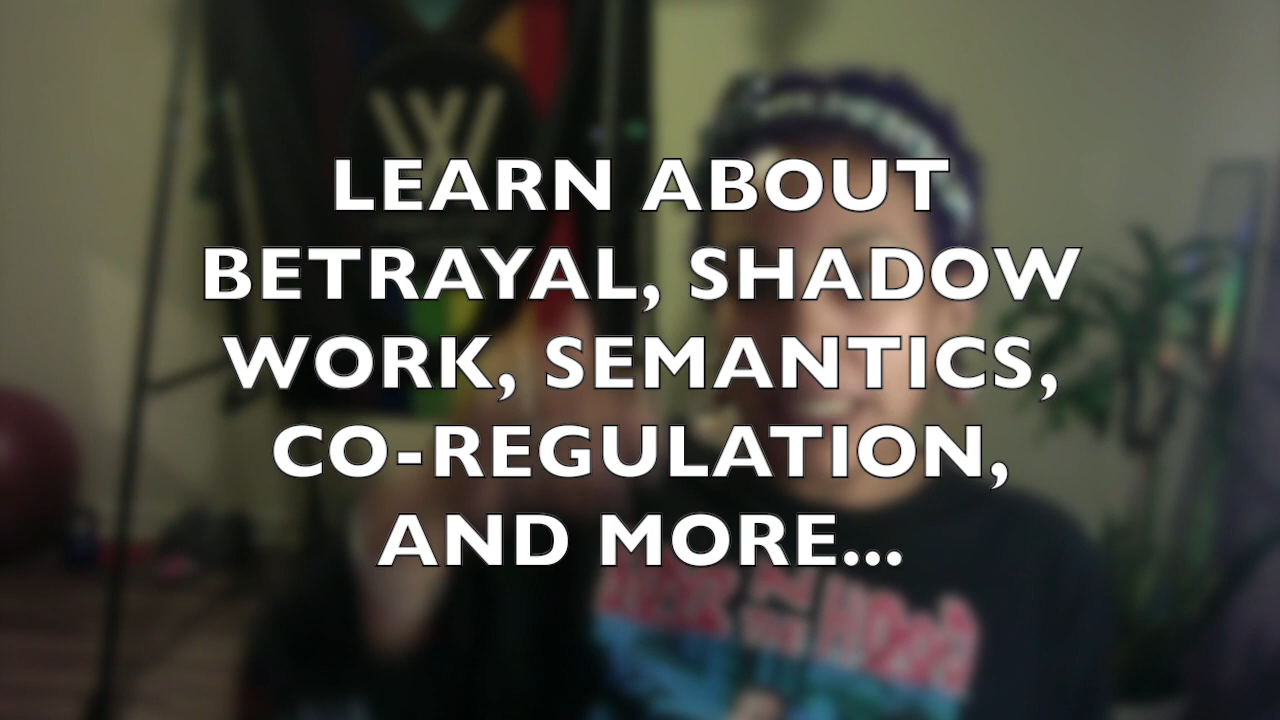 LEARN ABOUT
BETRAYAL, SHADOW
WORK, SEMANTICS,
CO-REGULATION,
AND MORE...